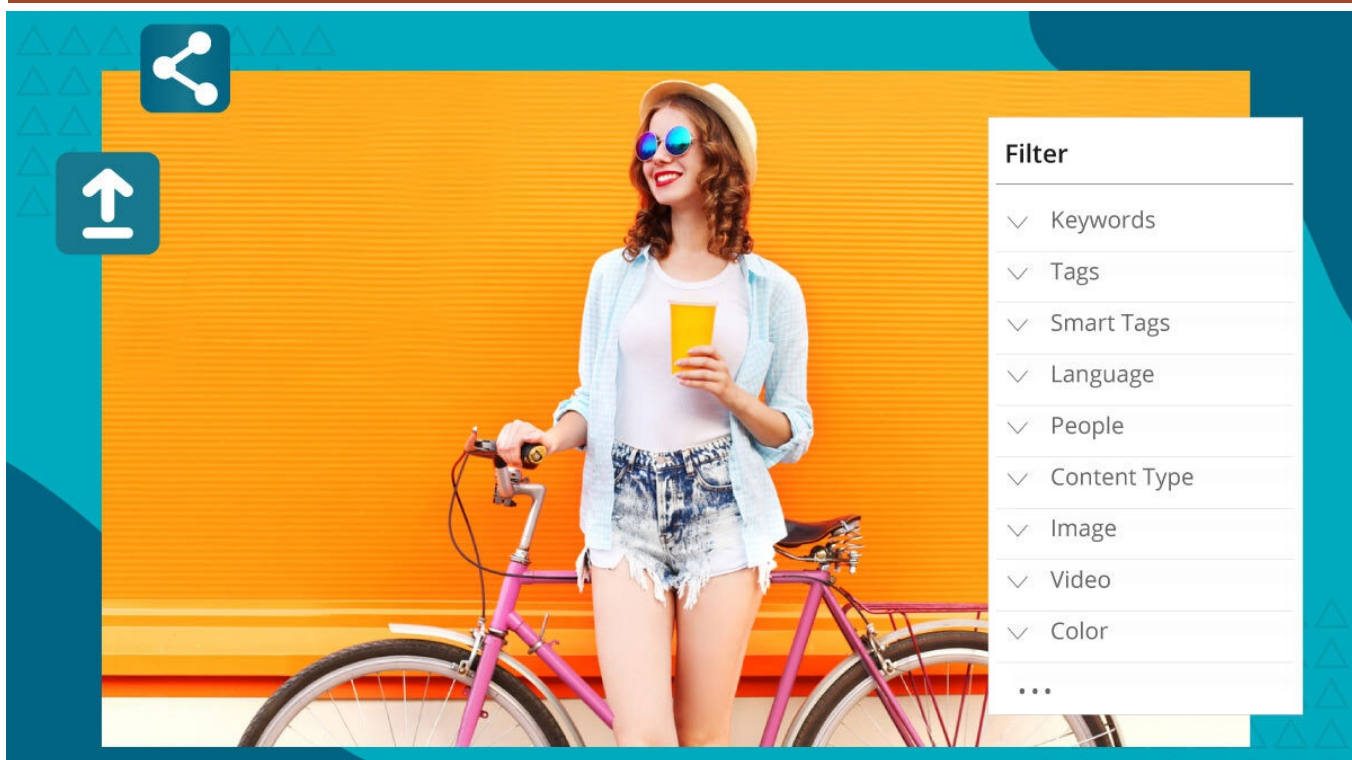 Filter
Keywords
Tags
Smart Tags
Language
People
Content Type
Image
Video
Color
...